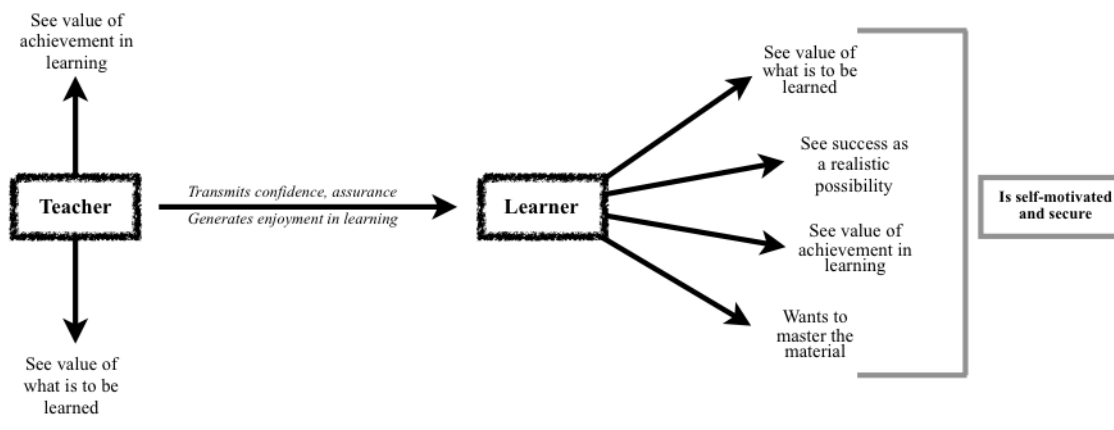 See value of
achievement in
learning
Teacher
See value of
what is to be
learned
Transmits confidence, assurance
Generates enjoyment in learning
Learner
See value of
what is to be
learned
See success as
a realistic
possibility
See value of
achievement in
learning
Wants to
master the
material
Is self-motivated
and secure